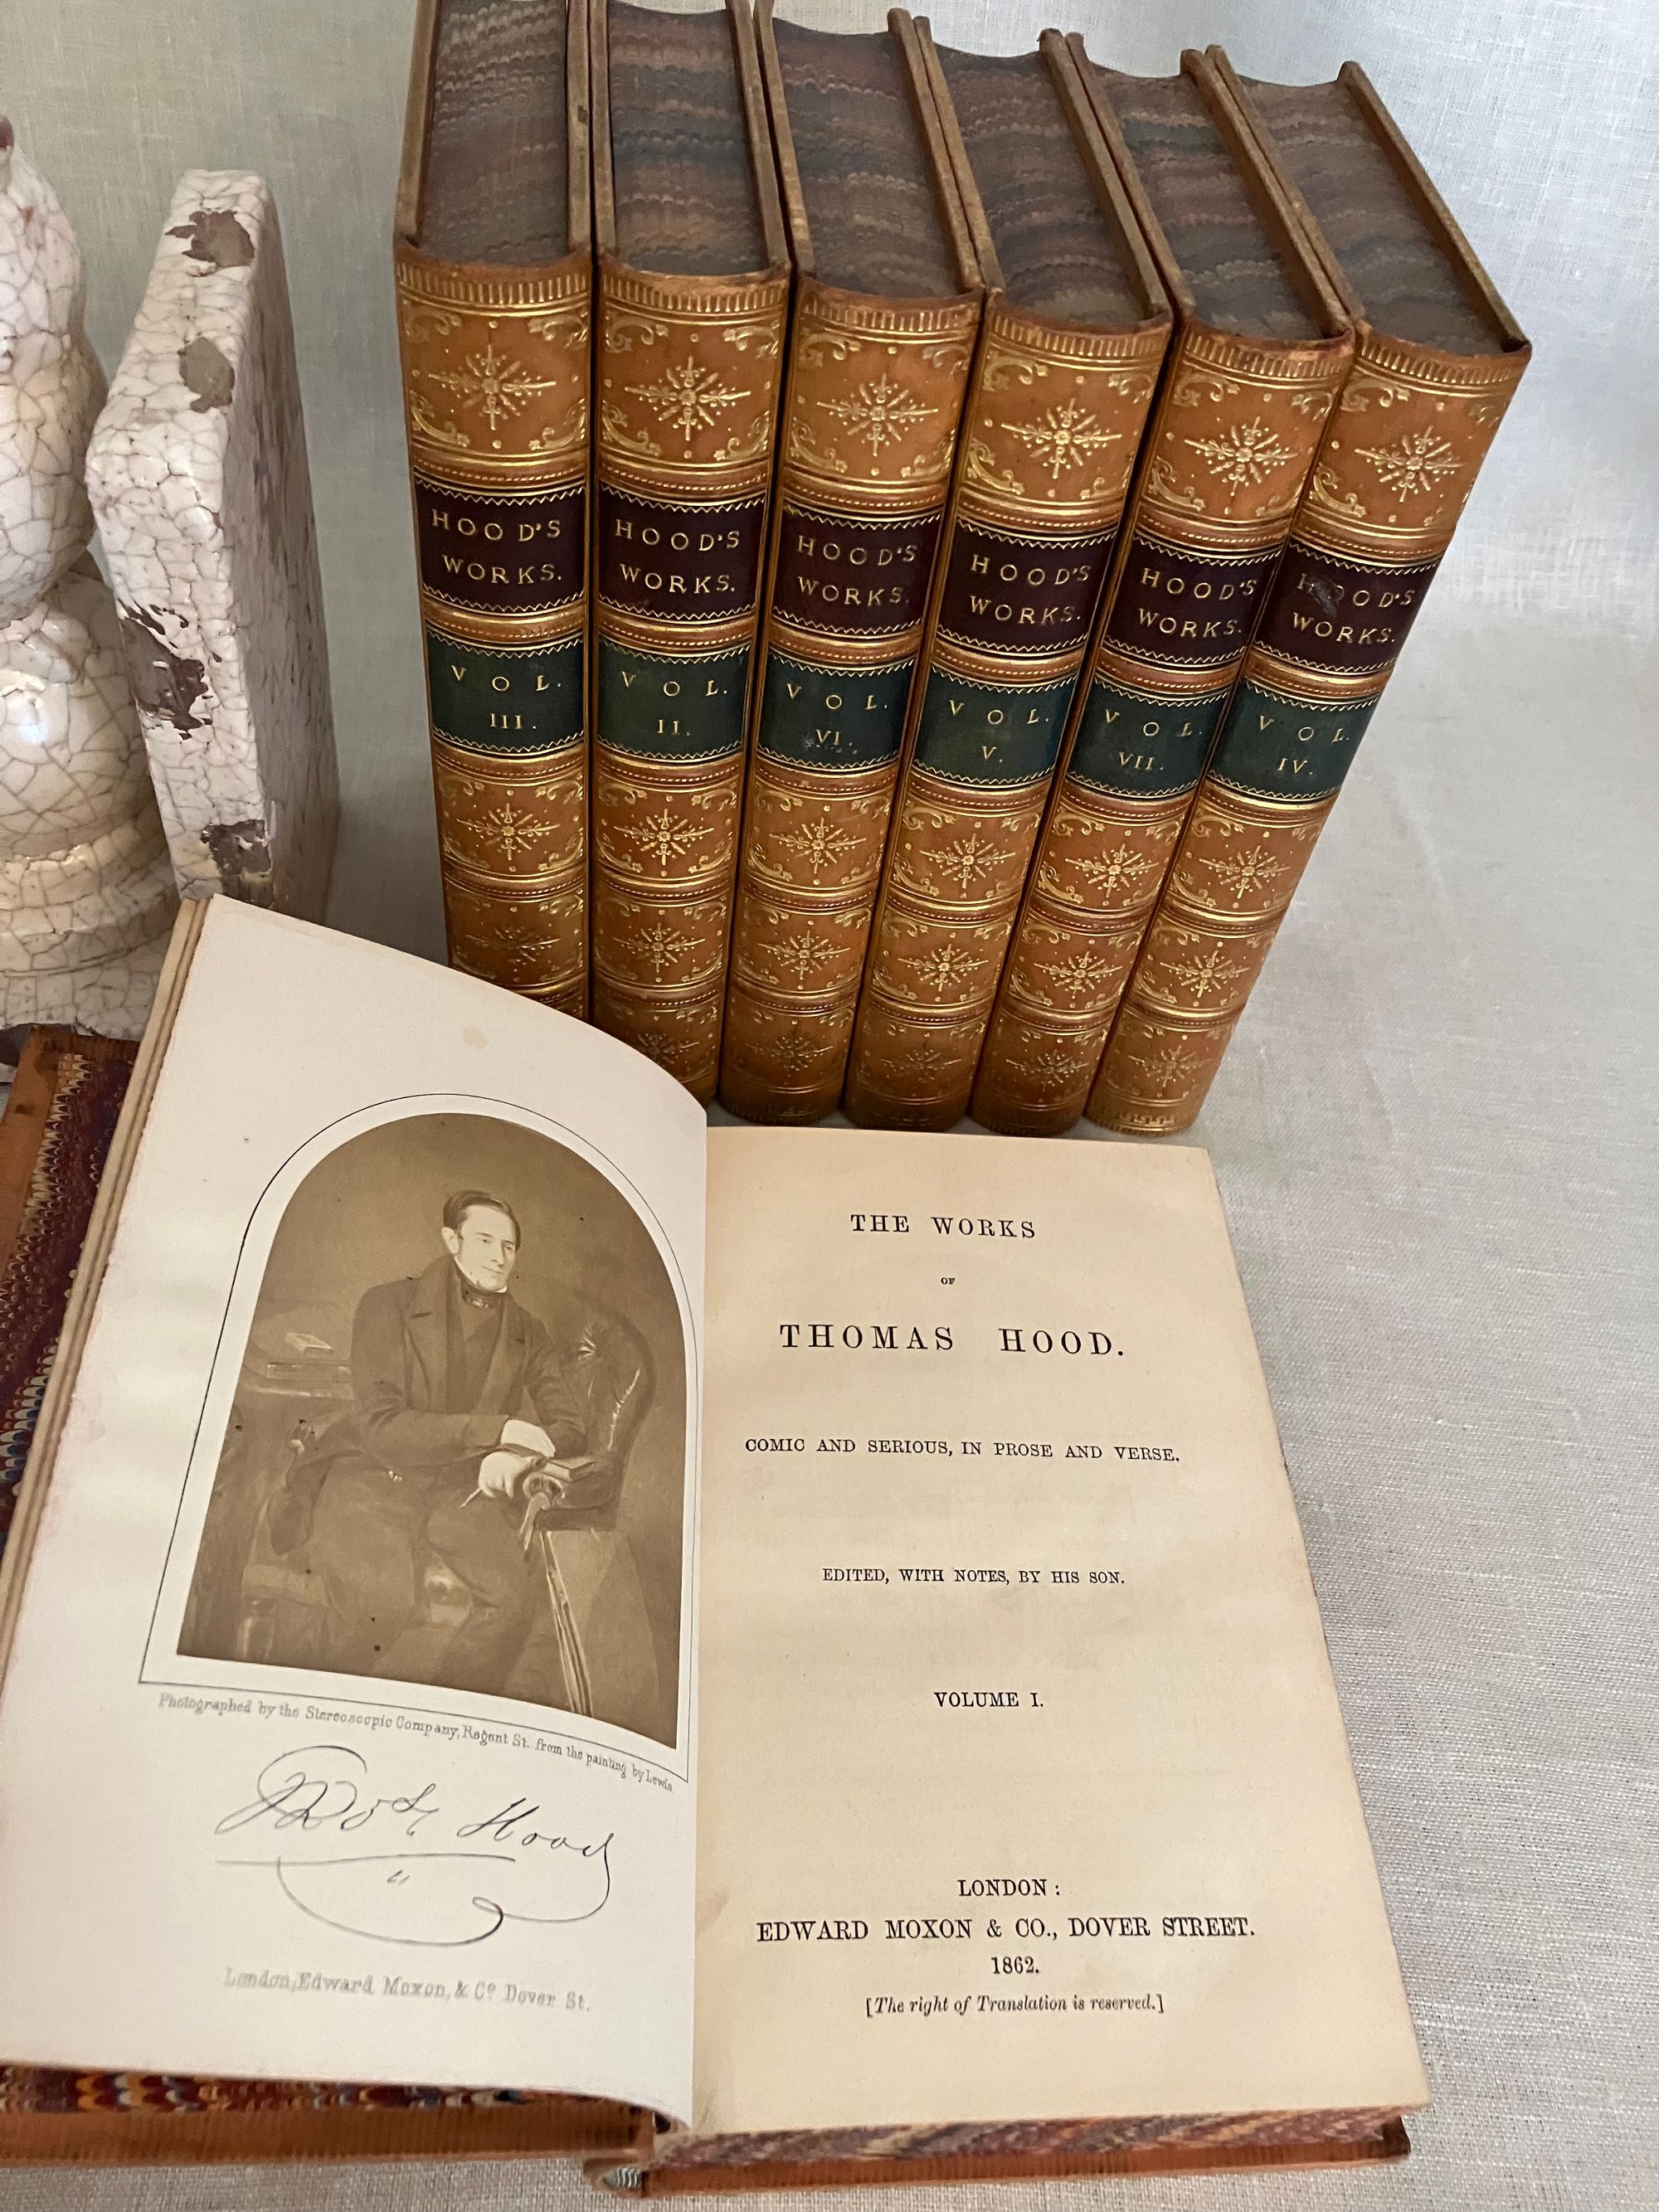 HOOD'S
WORKS.
VOL.
III.
HOOD'S
WORKS.
VOL.
II.
HOOD'S
WORKS.
VOL.
VI.
HOOD'S
WORKS.
VOL.
V.
HOOD'S
WORKS.
VOL.
VII.
HOOD'S
WORKS.
VOL.
IV.
Photographed by the Stereoscopic Company, Regent St. from the painting by Lewis
Thos Hood
London, Edward Moxon, & Co. Dover St.
THE WORKS
OF
THOMAS HOOD.
COMIC AND SERIOUS, IN PROSE AND VERSE.
EDITED, WITH NOTES, BY HIS SON.
VOLUME I.
LONDON:
EDWARD MOXON & CO., DOVER STREET.
1862.
[The right of Translation is reserved.]